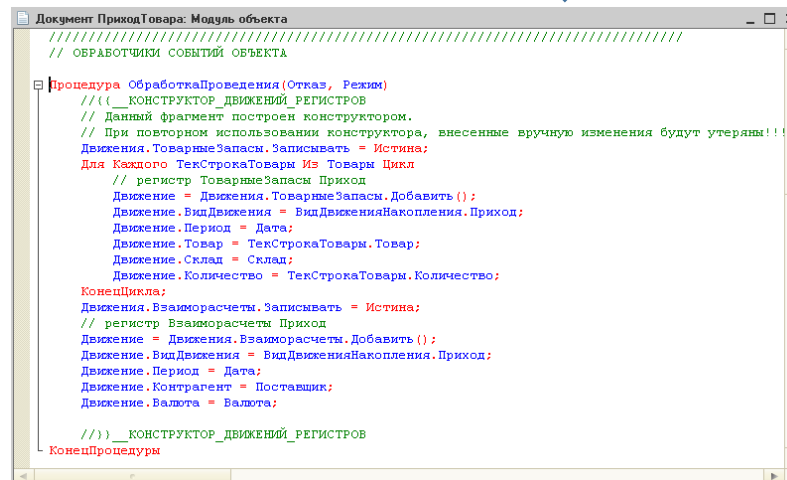 Документ ПриходТовара: Модуль объекта
////////////////////////////////////////////////////////////////////////////////
// ОБРАБОТЧИКИ СОБЫТИЙ ОБЪЕКТА
Процедура ОбработкаПроведения(Отказ, Режим)
//{{__КОНСТРУКТОР_ДВИЖЕНИЙ_РЕГИСТРОВ
// Данный фрагмент построен конструктором.
// При повторном использовании конструктора, внесенные вручную изменения будут утеряны!!!
Движения.ТоварныеЗапасы.Записывать = Истина;
Для Каждого ТекСтрокаТовары Из Товары Цикл
// регистр ТоварныеЗапасы Приход
Движение = Движения.ТоварныеЗапасы.Добавить();
Движение.ВидДвижения = ВидДвиженияНакопления.Приход;
Движение.Период = Дата;
Движение.Товар = ТекСтрокаТовары.Товар;
Движение.Склад = Склад;
Движение.Количество = ТекСтрокаТовары.Количество;
КонецЦикла;
Движения.Взаиморасчеты.Записывать = Истина;
// регистр Взаиморасчеты Приход
Движение = Движения.Взаиморасчеты.Добавить();
Движение.ВидДвижения = ВидДвиженияНакопления.Приход;
Движение.Период = Дата;
Движение.Контрагент = Поставщик;
Движение.Валюта = Валюта;
//}}__КОНСТРУКТОР_ДВИЖЕНИЙ_РЕГИСТРОВ
КонецПроцедуры